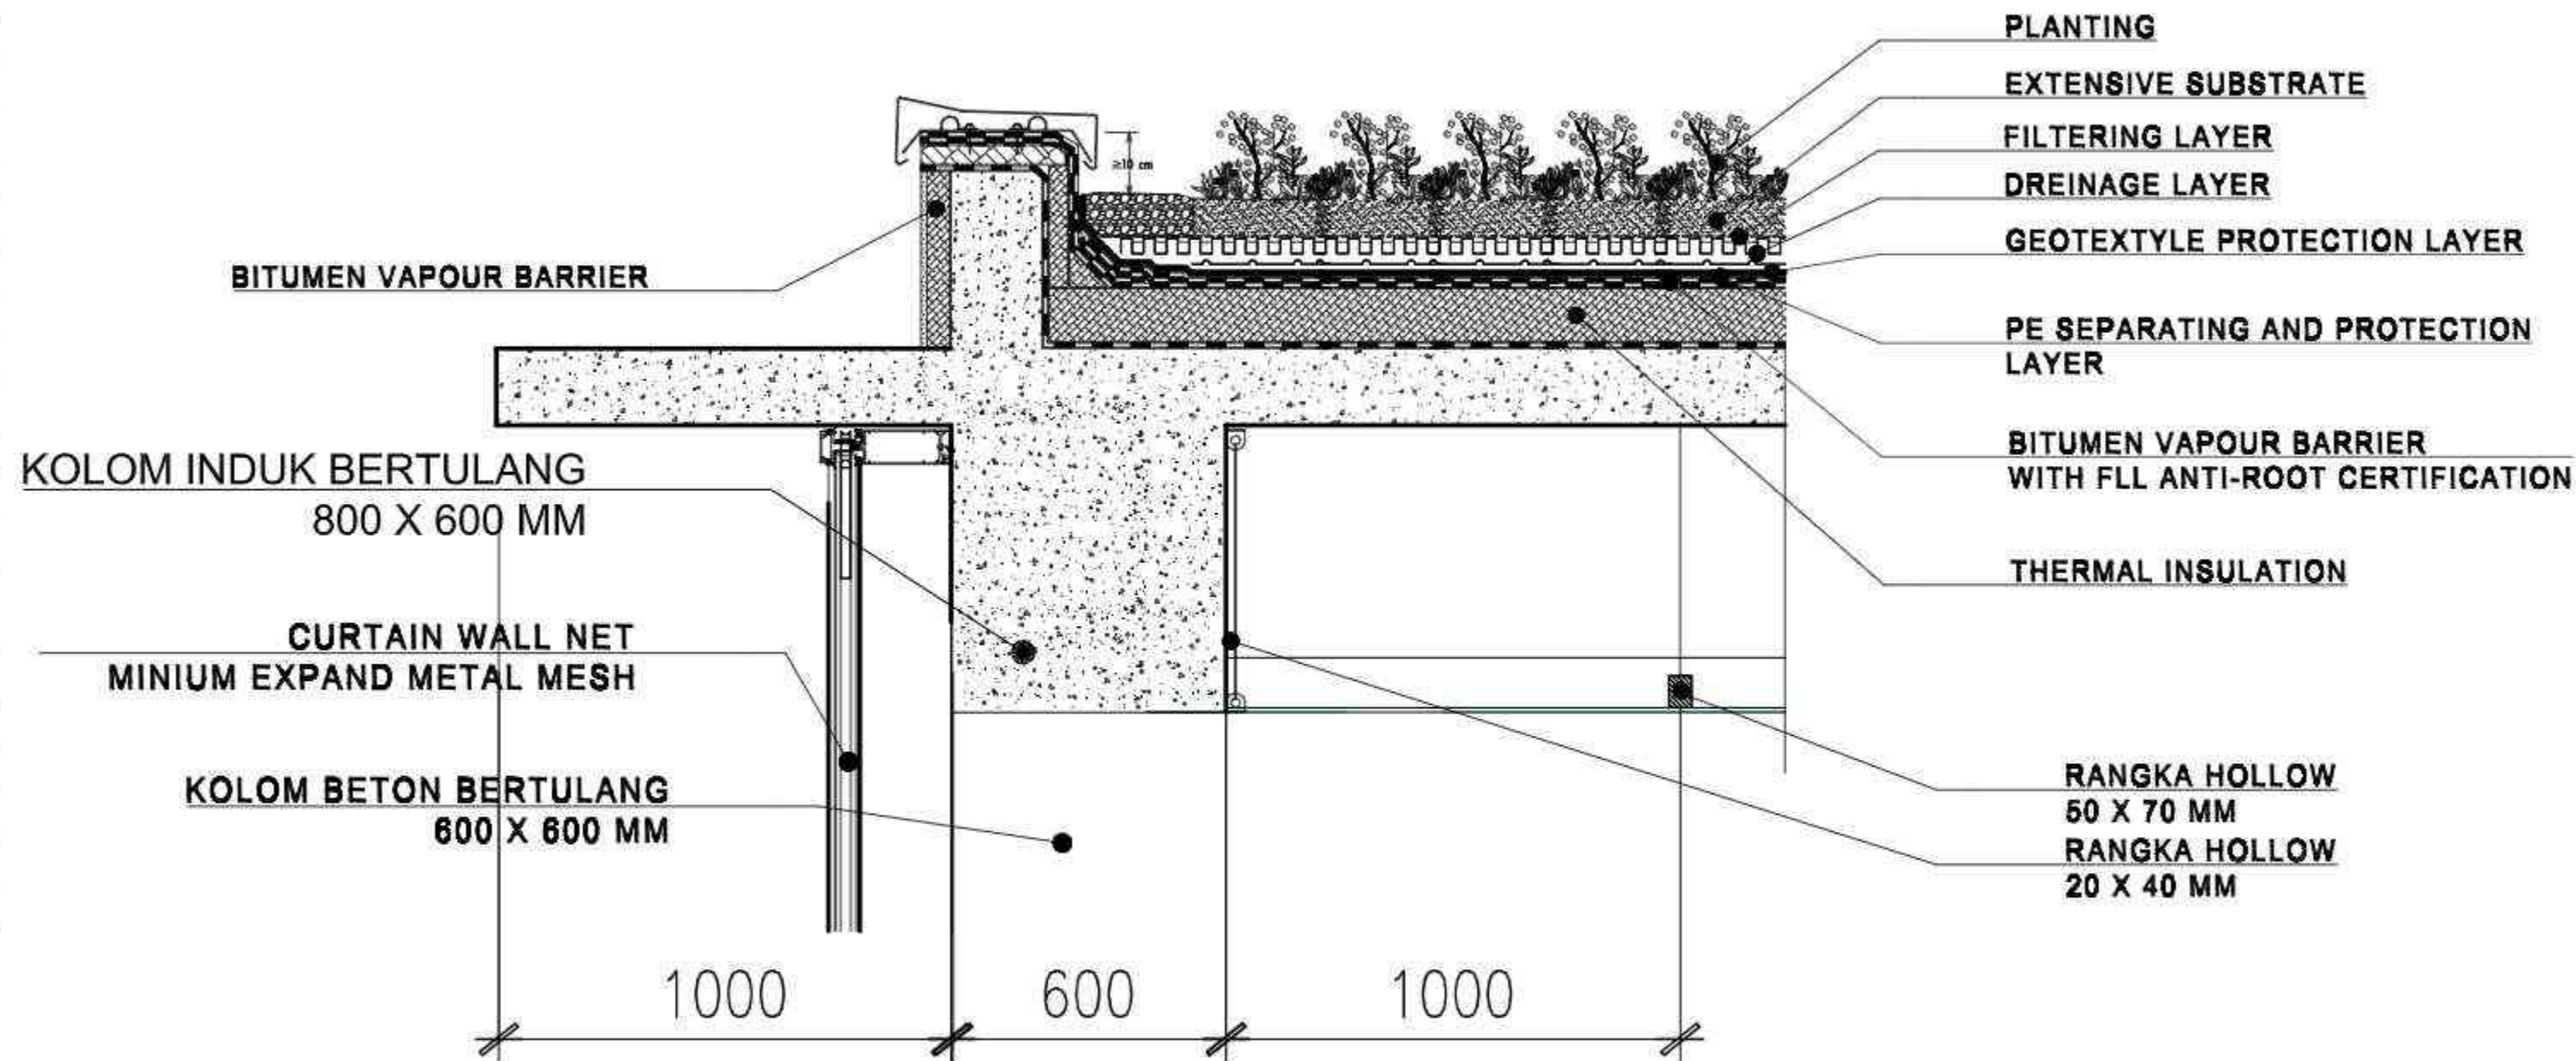 PLANTING
EXTENSIVE SUBSTRATE
FILTERING LAYER
DREINAGE LAYER
GEOTEXTYLE PROTECTION LAYER
PE SEPARATING AND PROTECTION
LAYER
BITUMEN VAPOUR BARRIER
WITH FLL ANTI-ROOT CERTIFICATION
THERMAL INSULATION
RANGKA HOLLOW
50 X 70 MM
RANGKA HOLLOW
20 X 40 MM
≥10 cm
BITUMEN VAPOUR BARRIER
KOLOM INDUK BERTULANG
800 X 600 MM
CURTAIN WALL NET
MINIUM EXPAND METAL MESH
KOLOM BETON BERTULANG
600 X 600 MM
1000
600
1000